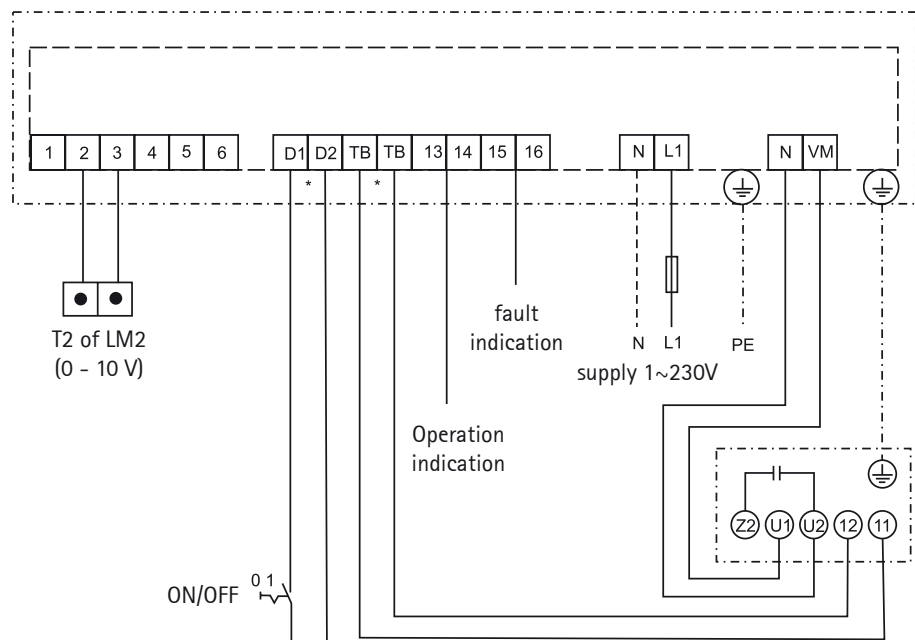 1 2 3 4 5 6 D1 D2 TB TB 13 14 15 16 N L1 N VM
* *
T2 of LM2
(0 - 10 V)
fault
indication
N L1 PE
supply 1~230V
Operation
indication
Z2 U1 U2 12 11
ON/OFF 0 1